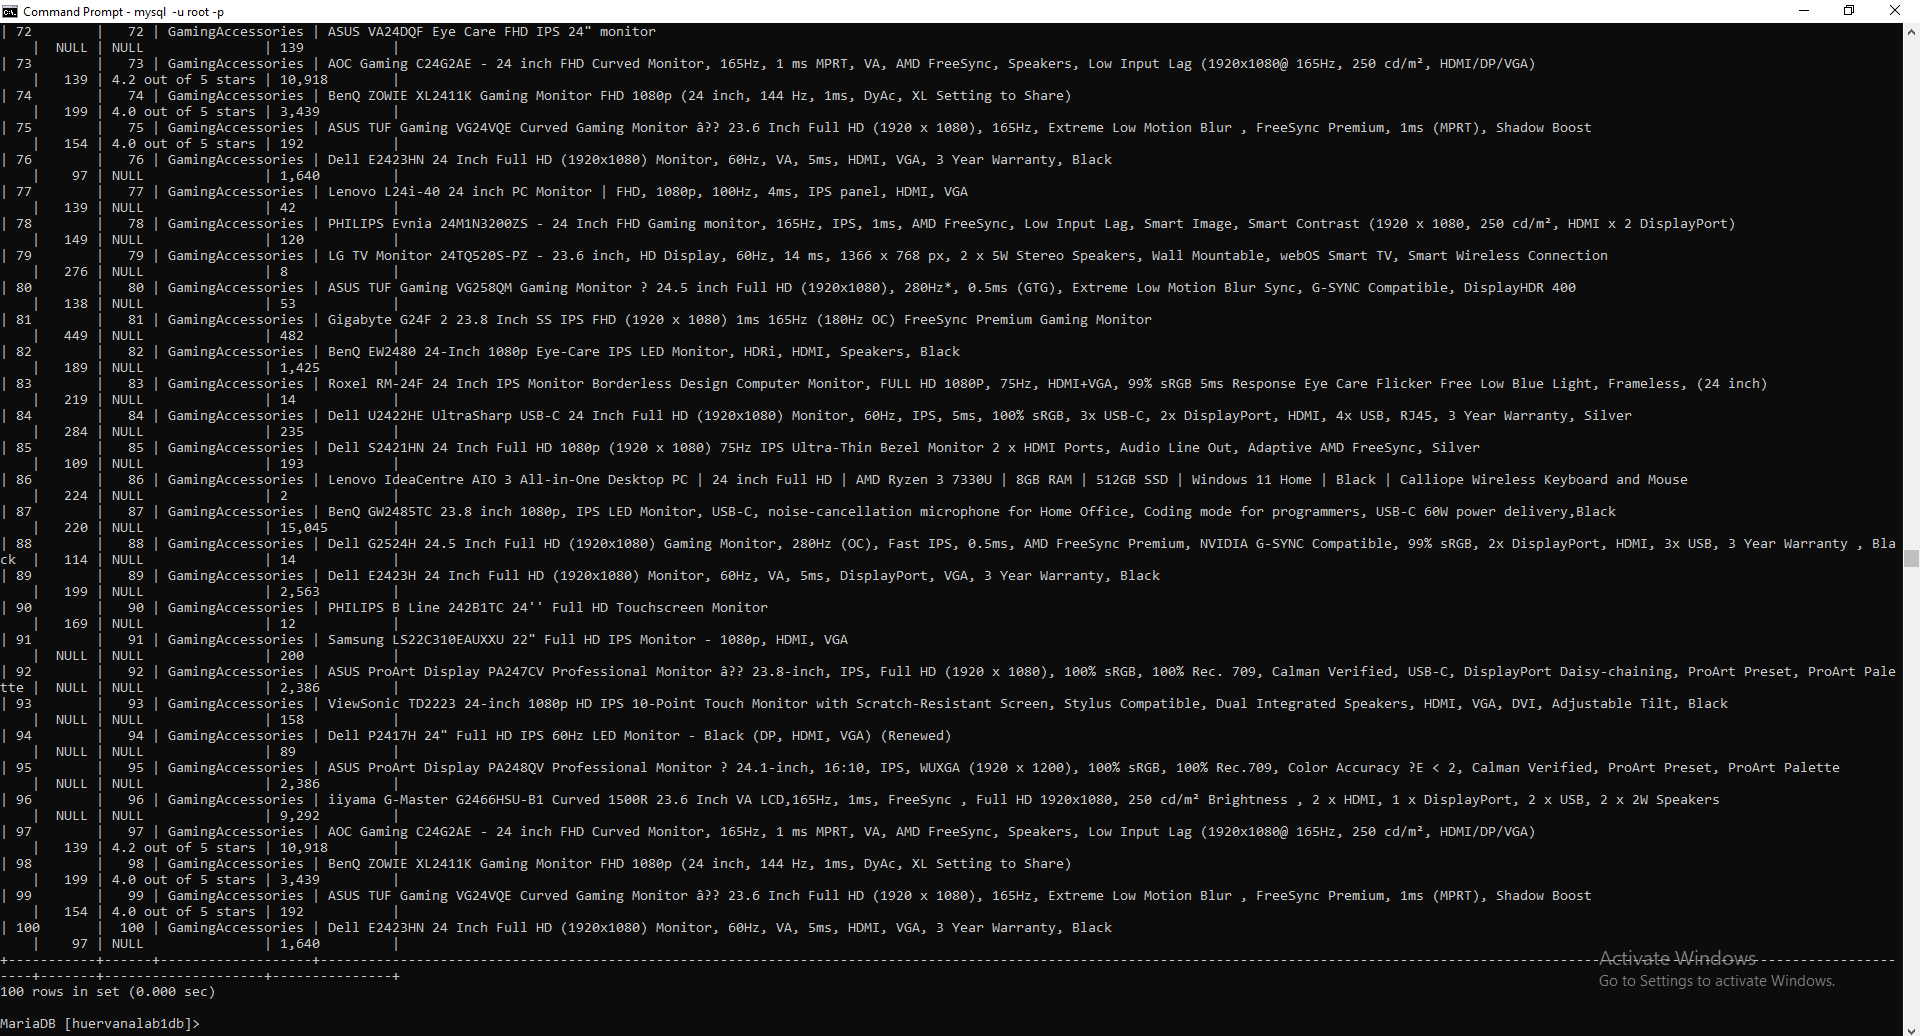 Command Prompt - mysql  -u root -p
| 72        |   72 | GamingAccessories | ASUS VA24DQF Eye Care FHD IPS 24" monitor
    |  NULL | NULL               | 139           |
| 73        |   73 | GamingAccessories | AOC Gaming C24G2AE - 24 inch FHD Curved Monitor, 165Hz, 1 ms MPRT, VA, AMD FreeSync, Speakers, Low Input Lag (1920x1080@ 165Hz, 250 cd/m², HDMI/DP/VGA)
    |   139 | 4.2 out of 5 stars | 10,918        |
| 74        |   74 | GamingAccessories | BenQ ZOWIE XL2411K Gaming Monitor FHD 1080p (24 inch, 144 Hz, 1ms, DyAc, XL Setting to Share)
    |   199 | 4.0 out of 5 stars | 3,439         |
| 75        |   75 | GamingAccessories | ASUS TUF Gaming VG24VQE Curved Gaming Monitor â?? 23.6 Inch Full HD (1920 x 1080), 165Hz, Extreme Low Motion Blur , FreeSync Premium, 1ms (MPRT), Shadow Boost
    |   154 | 4.0 out of 5 stars | 192           |
| 76        |   76 | GamingAccessories | Dell E2423HN 24 Inch Full HD (1920x1080) Monitor, 60Hz, VA, 5ms, HDMI, VGA, 3 Year Warranty, Black
    |    97 | NULL               | 1,640         |
| 77        |   77 | GamingAccessories | Lenovo L24i-40 24 inch PC Monitor | FHD, 1080p, 100Hz, 4ms, IPS panel, HDMI, VGA
    |   139 | NULL               | 42            |
| 78        |   78 | GamingAccessories | PHILIPS Evnia 24M1N3200ZS - 24 Inch FHD Gaming monitor, 165Hz, IPS, 1ms, AMD FreeSync, Low Input Lag, Smart Image, Smart Contrast (1920 x 1080, 250 cd/m², HDMI x 2 DisplayPort)
    |   149 | NULL               | 120           |
| 79        |   79 | GamingAccessories | LG TV Monitor 24TQ520S-PZ - 23.6 inch, HD Display, 60Hz, 14 ms, 1366 x 768 px, 2 x 5W Stereo Speakers, Wall Mountable, webOS Smart TV, Smart Wireless Connection
    |   276 | NULL               | 8             |
| 80        |   80 | GamingAccessories | ASUS TUF Gaming VG258QM Gaming Monitor ? 24.5 inch Full HD (1920x1080), 280Hz*, 0.5ms (GTG), Extreme Low Motion Blur Sync, G-SYNC Compatible, DisplayHDR 400
    |   138 | NULL               | 53            |
| 81        |   81 | GamingAccessories | Gigabyte G24F 2 23.8 Inch SS IPS FHD (1920 x 1080) 1ms 165Hz (180Hz OC) FreeSync Premium Gaming Monitor
    |   449 | NULL               | 482           |
| 82        |   82 | GamingAccessories | BenQ EW2480 24-Inch 1080p Eye-Care IPS LED Monitor, HDRi, HDMI, Speakers, Black
    |   189 | NULL               | 1,425         |
| 83        |   83 | GamingAccessories | Roxel RM-24F 24 Inch IPS Monitor Borderless Design Computer Monitor, FULL HD 1080P, 75Hz, HDMI+VGA, 99% sRGB 5ms Response Eye Care Flicker Free Low Blue Light, Frameless, (24 inch)
    |   219 | NULL               | 14            |
| 84        |   84 | GamingAccessories | Dell U2422HE UltraSharp USB-C 24 Inch Full HD (1920x1080) Monitor, 60Hz, IPS, 5ms, 100% sRGB, 3x USB-C, 2x DisplayPort, HDMI, 4x USB, RJ45, 3 Year Warranty, Silver
    |   284 | NULL               | 235           |
| 85        |   85 | GamingAccessories | Dell S2421HN 24 Inch Full HD 1080p (1920 x 1080) 75Hz IPS Ultra-Thin Bezel Monitor 2 x HDMI Ports, Audio Line Out, Adaptive AMD FreeSync, Silver
    |   109 | NULL               | 193           |
| 86        |   86 | GamingAccessories | Lenovo IdeaCentre AIO 3 All-in-One Desktop PC | 24 inch Full HD | AMD Ryzen 3 7330U | 8GB RAM | 512GB SSD | Windows 11 Home | Black | Calliope Wireless Keyboard and Mouse
    |   224 | NULL               | 2             |
| 87        |   87 | GamingAccessories | BenQ GW2485TC 23.8 inch 1080p, IPS LED Monitor, USB-C, noise-cancellation microphone for Home Office, Coding mode for programmers, USB-C 60W power delivery,Black
    |   220 | NULL               | 15,045        |
| 88        |   88 | GamingAccessories | Dell G2524H 24.5 Inch Full HD (1920x1080) Gaming Monitor, 280Hz (OC), Fast IPS, 0.5ms, AMD FreeSync Premium, NVIDIA G-SYNC Compatible, 99% sRGB, 2x DisplayPort, HDMI, 3x USB, 3 Year Warranty , Bla
ck  |   114 | NULL               | 14            |
| 89        |   89 | GamingAccessories | Dell E2423H 24 Inch Full HD (1920x1080) Monitor, 60Hz, VA, 5ms, DisplayPort, VGA, 3 Year Warranty, Black
    |   199 | NULL               | 2,563         |
| 90        |   90 | GamingAccessories | PHILIPS B Line 242B1TC 24'' Full HD Touchscreen Monitor
    |   169 | NULL               | 12            |
| 91        |   91 | GamingAccessories | Samsung LS22C310EAUXXU 22" Full HD IPS Monitor - 1080p, HDMI, VGA
    |  NULL | NULL               | 200           |
| 92        |   92 | GamingAccessories | ASUS ProArt Display PA247CV Professional Monitor â?? 23.8-inch, IPS, Full HD (1920 x 1080), 100% sRGB, 100% Rec. 709, Calman Verified, USB-C, DisplayPort Daisy-chaining, ProArt Preset, ProArt Pale
tte |  NULL | NULL               | 2,386         |
| 93        |   93 | GamingAccessories | ViewSonic TD2223 24-inch 1080p HD IPS 10-Point Touch Monitor with Scratch-Resistant Screen, Stylus Compatible, Dual Integrated Speakers, HDMI, VGA, DVI, Adjustable Tilt, Black
    |  NULL | NULL               | 158           |
| 94        |   94 | GamingAccessories | Dell P2417H 24" Full HD IPS 60Hz LED Monitor - Black (DP, HDMI, VGA) (Renewed)
    |  NULL | NULL               | 89            |
| 95        |   95 | GamingAccessories | ASUS ProArt Display PA248QV Professional Monitor ? 24.1-inch, 16:10, IPS, WUXGA (1920 x 1200), 100% sRGB, 100% Rec.709, Color Accuracy ?E < 2, Calman Verified, ProArt Preset, ProArt Palette
    |  NULL | NULL               | 2,386         |
| 96        |   96 | GamingAccessories | iiyama G-Master G2466HSU-B1 Curved 1500R 23.6 Inch VA LCD,165Hz, 1ms, FreeSync , Full HD 1920x1080, 250 cd/m² Brightness , 2 x HDMI, 1 x DisplayPort, 2 x USB, 2 x 2W Speakers
    |  NULL | NULL               | 9,292         |
| 97        |   97 | GamingAccessories | AOC Gaming C24G2AE - 24 inch FHD Curved Monitor, 165Hz, 1 ms MPRT, VA, AMD FreeSync, Speakers, Low Input Lag (1920x1080@ 165Hz, 250 cd/m², HDMI/DP/VGA)
    |   139 | 4.2 out of 5 stars | 10,918        |
| 98        |   98 | GamingAccessories | BenQ ZOWIE XL2411K Gaming Monitor FHD 1080p (24 inch, 144 Hz, 1ms, DyAc, XL Setting to Share)
    |   199 | 4.0 out of 5 stars | 3,439         |
| 99        |   99 | GamingAccessories | ASUS TUF Gaming VG24VQE Curved Gaming Monitor â?? 23.6 Inch Full HD (1920 x 1080), 165Hz, Extreme Low Motion Blur , FreeSync Premium, 1ms (MPRT), Shadow Boost
    |   154 | 4.0 out of 5 stars | 192           |
| 100       |  100 | GamingAccessories | Dell E2423HN 24 Inch Full HD (1920x1080) Monitor, 60Hz, VA, 5ms, HDMI, VGA, 3 Year Warranty, Black
    |    97 | NULL               | 1,640         |
100 rows in set (0.000 sec)
MariaDB [huervanalab1db]>
Activate Windows
Go to Settings to activate Windows.